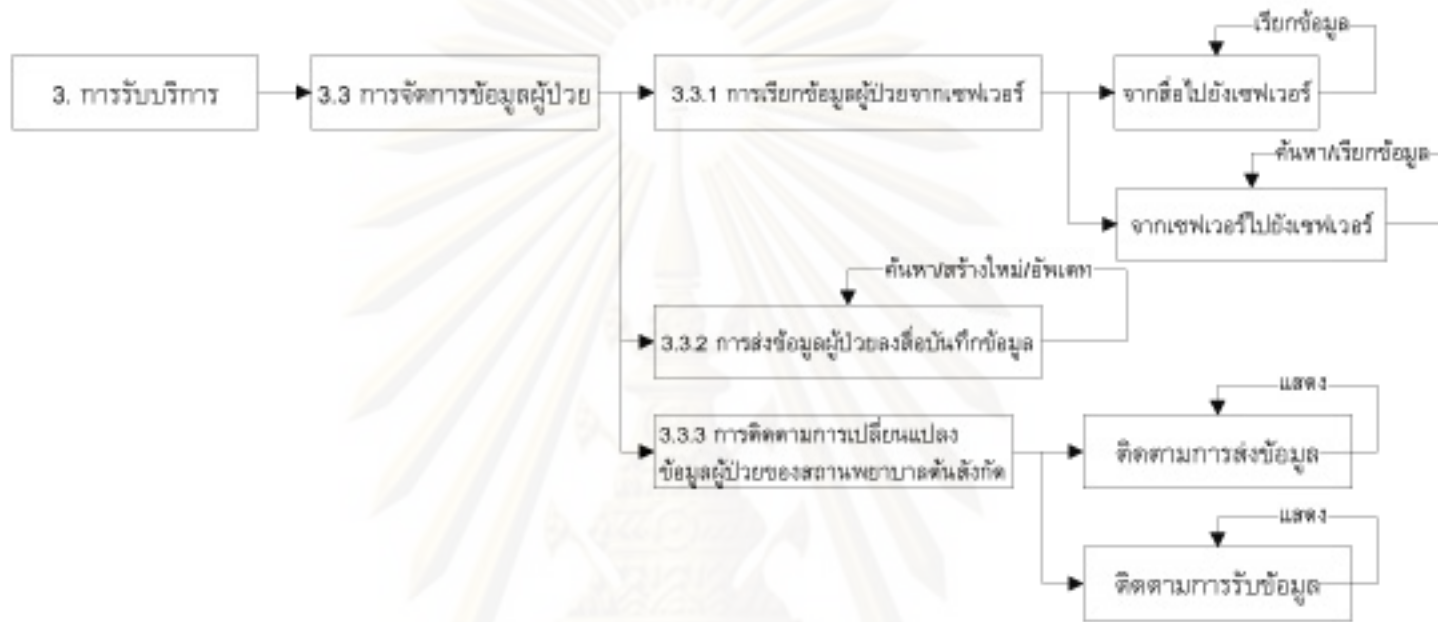 เรียกข้อมูล
3. การรับบริการ
3.3 การจัดการข้อมูลผู้ป่วย
3.3.1 การเรียกข้อมูลผู้ป่วยจากเซฟเวอร์
จากสื่อไปยังเซฟเวอร์
ค้นหา/เรียกข้อมูล
จากเซฟเวอร์ไปยังเซฟเวอร์
ค้นหา/สร้างใหม่/อัพเดท
3.3.2 การส่งข้อมูลผู้ป่วยลงสื่อบันทึกข้อมูล
3.3.3 การติดตามการเปลี่ยนแปลง
ข้อมูลผู้ป่วยของสถานพยาบาลต้นสังกัด
แสดง
ติดตามการส่งข้อมูล
แสดง
ติดตามการรับข้อมูล